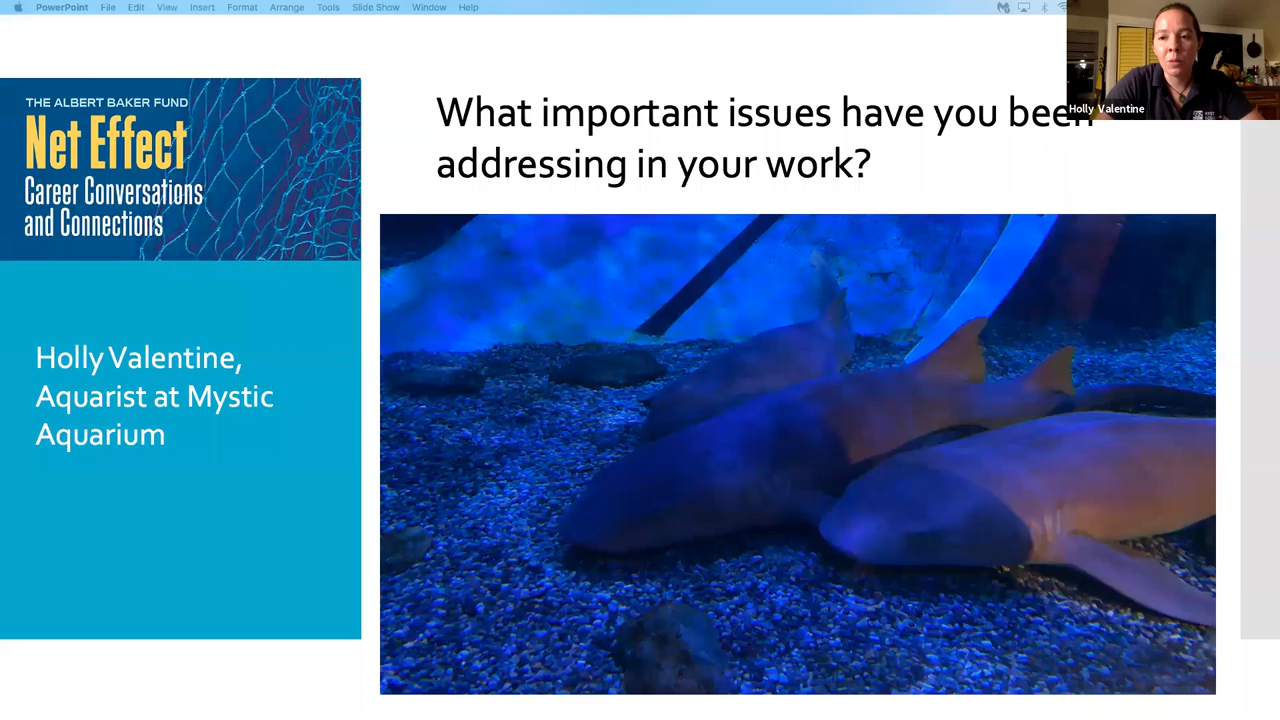 PowerPoint File Edit View Insert Format Arrange Tools Slide Show Window Help
THE ALBERT BAKER FUND
Net Effect
Career Conversations
and Connections
What important issues have you been
addressing in your work?
Holly Valentine
Holly Valentine,
Aquarist at Mystic
Aquarium